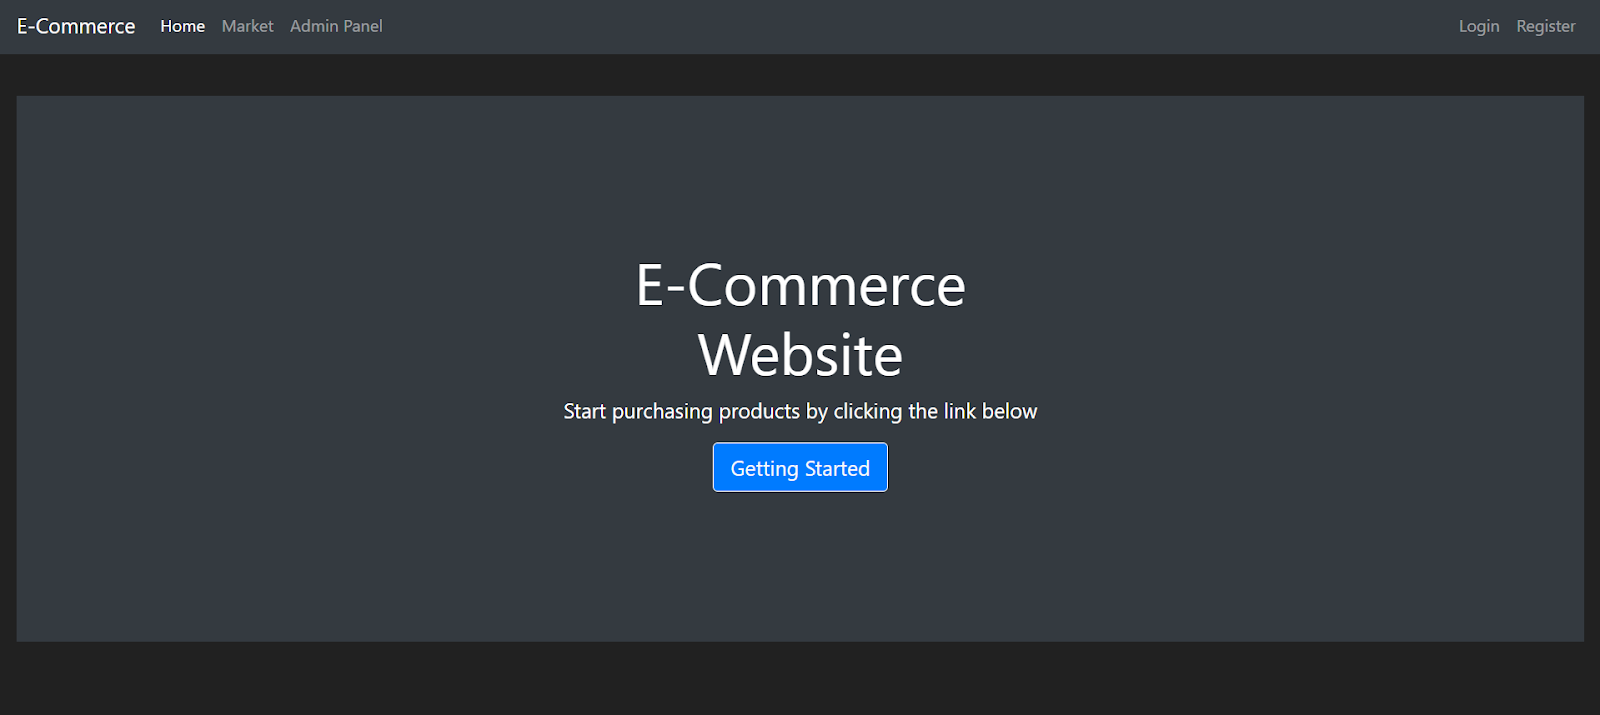 E-Commerce Home Market Admin Panel Login Register
E-Commerce
Website
Start purchasing products by clicking the link below
Getting Started